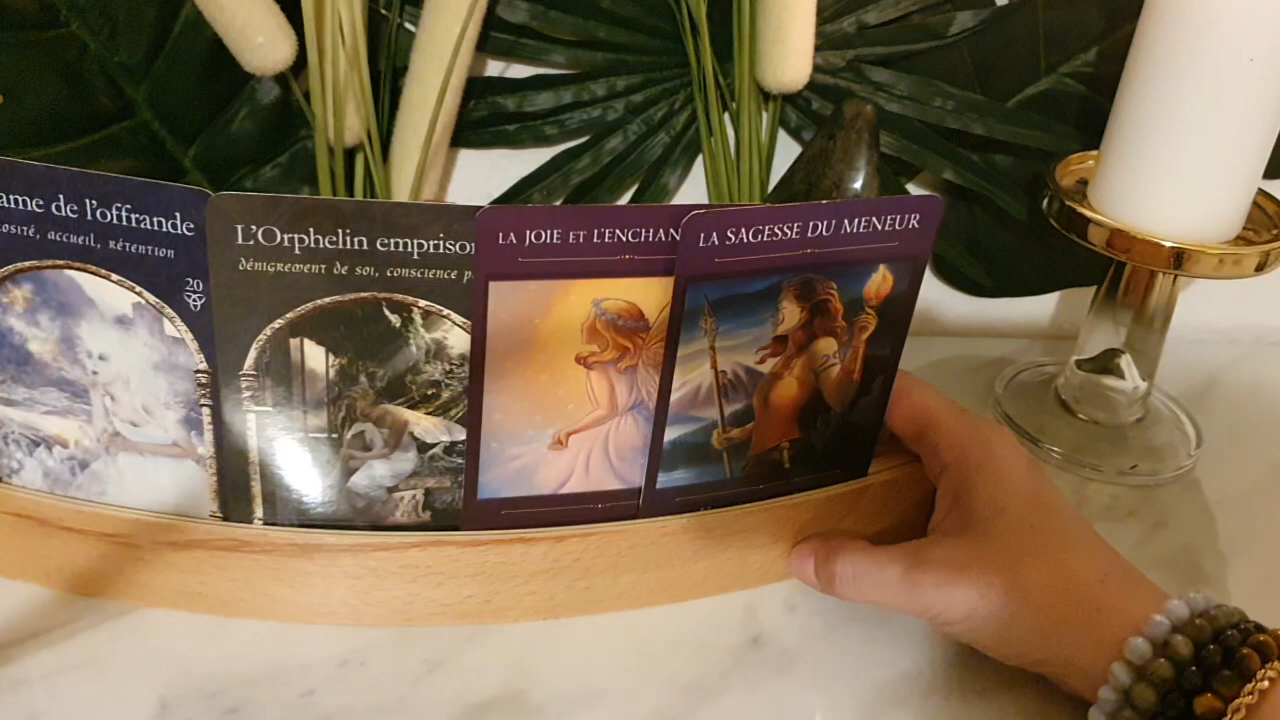 ame de l'offrande
osité, accueil, rétention
20
L'Orphelin empriso
dénigrement de soi, conscience p
LA JOIE ET L'ENCHAN
LA SAGESSE DU MENEUR